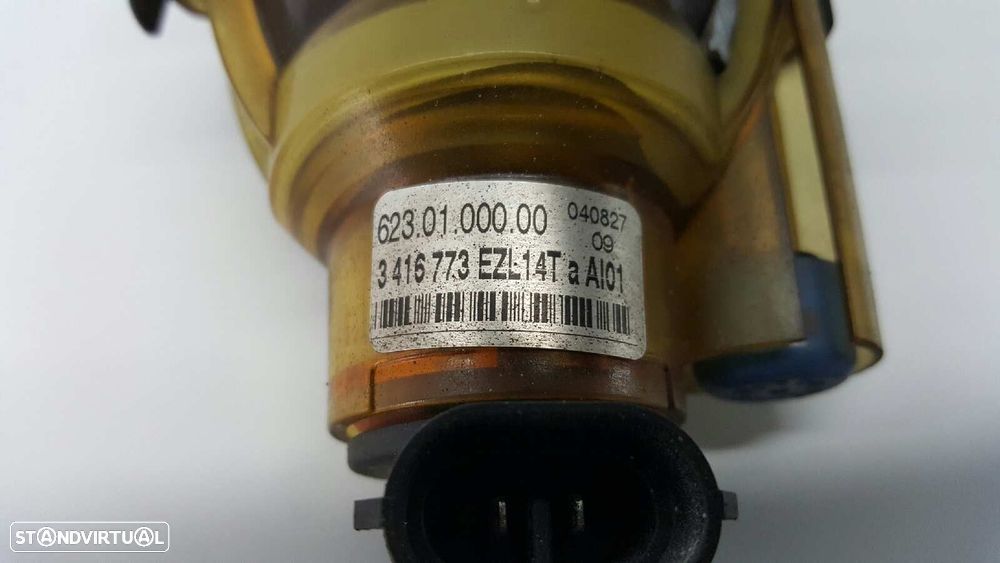 623.01.000.00 040827
09
3 416 773 EZL14T a AI01
STANDVIRTUAL